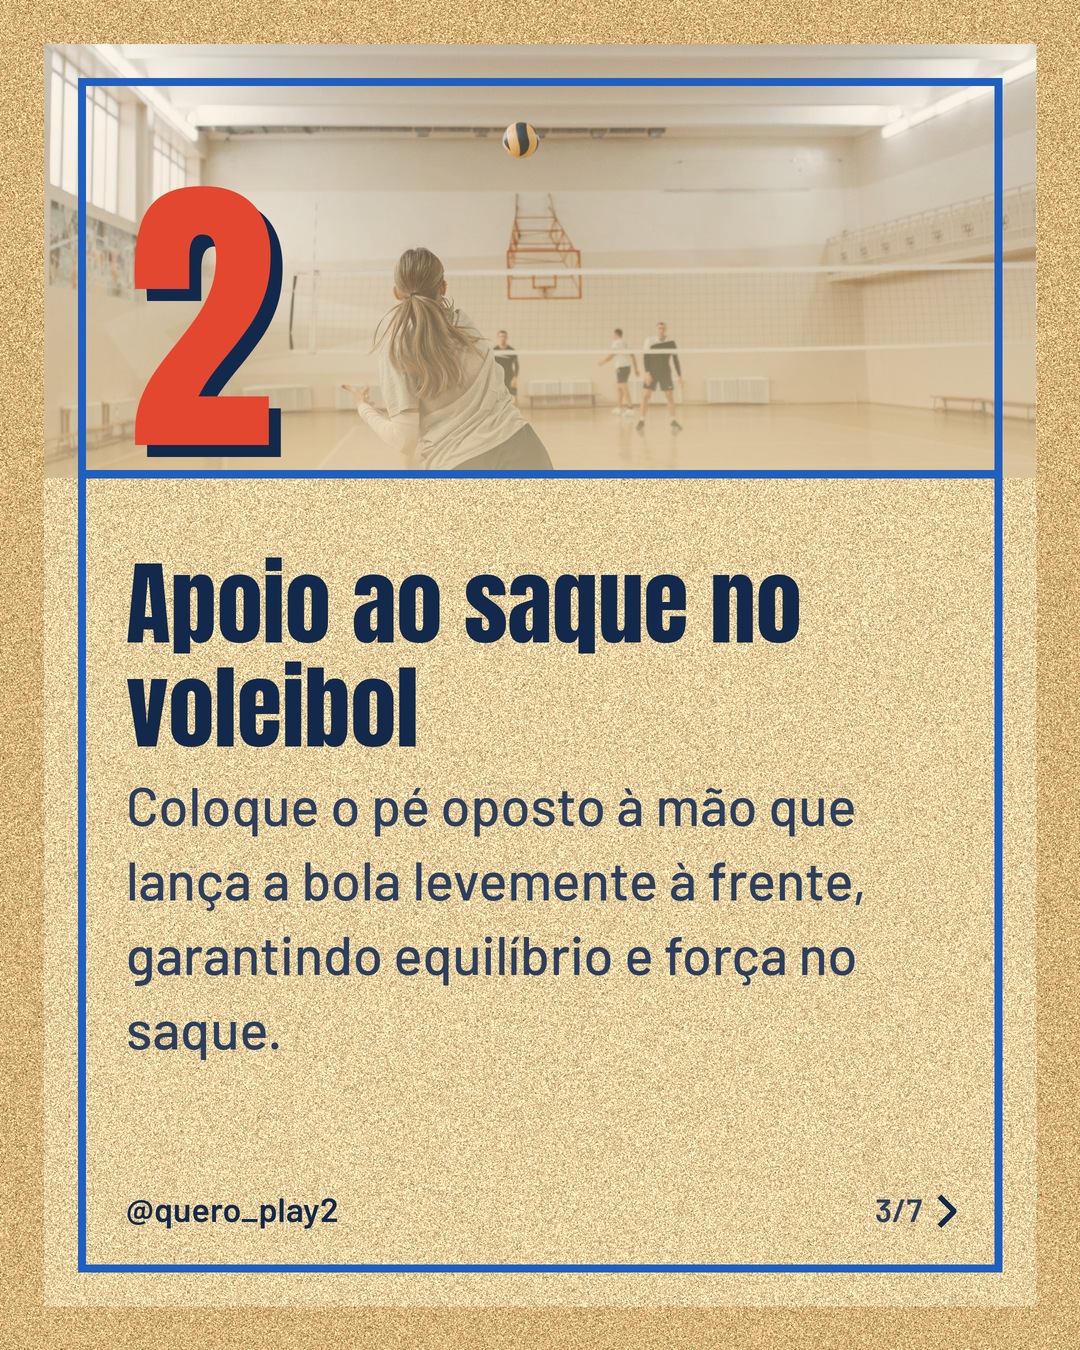 2
Apoio ao saque no
voleibol
Coloque o pé oposto à mão que
lança a bola levemente à frente,
garantindo equilíbrio e força no
saque.
@quero_play2
3/7